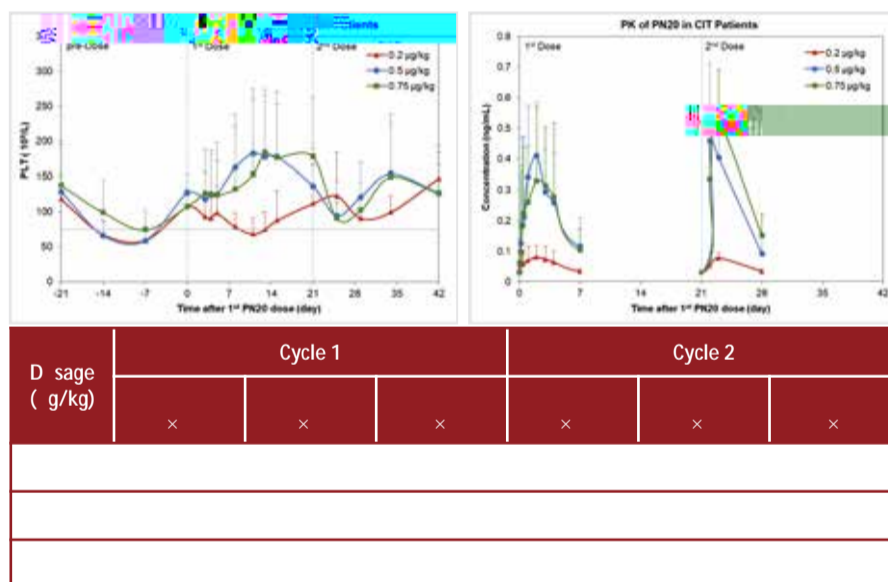 Patients
pre-Dose
1st Dose
2nd Dose
0.2 µg/kg
0.5 µg/kg
0.75 µg/kg
PLT ( 10⁹/L)
300
250
200
150
100
50
0
-21 -14 -7 0 7 14 21 28 35 42
Time after 1st PN20 dose (day)
PK of PN20 in CIT Patients
1st Dose
2nd Dose
0.2 µg/kg
0.75 µg/kg
Concentration (ng/mL)
0.8
0.7
0.6
0.5
0.4
0.3
0.2
0.1
0
0 7 14 21 28 35 42
Time after 1st PN20 dose (day)
D sage
( g/kg)
Cycle 1
Cycle 2
× × × × × ×